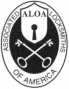 ALOA
ASSOCIATED LOCKSMITHS
OF AMERICA